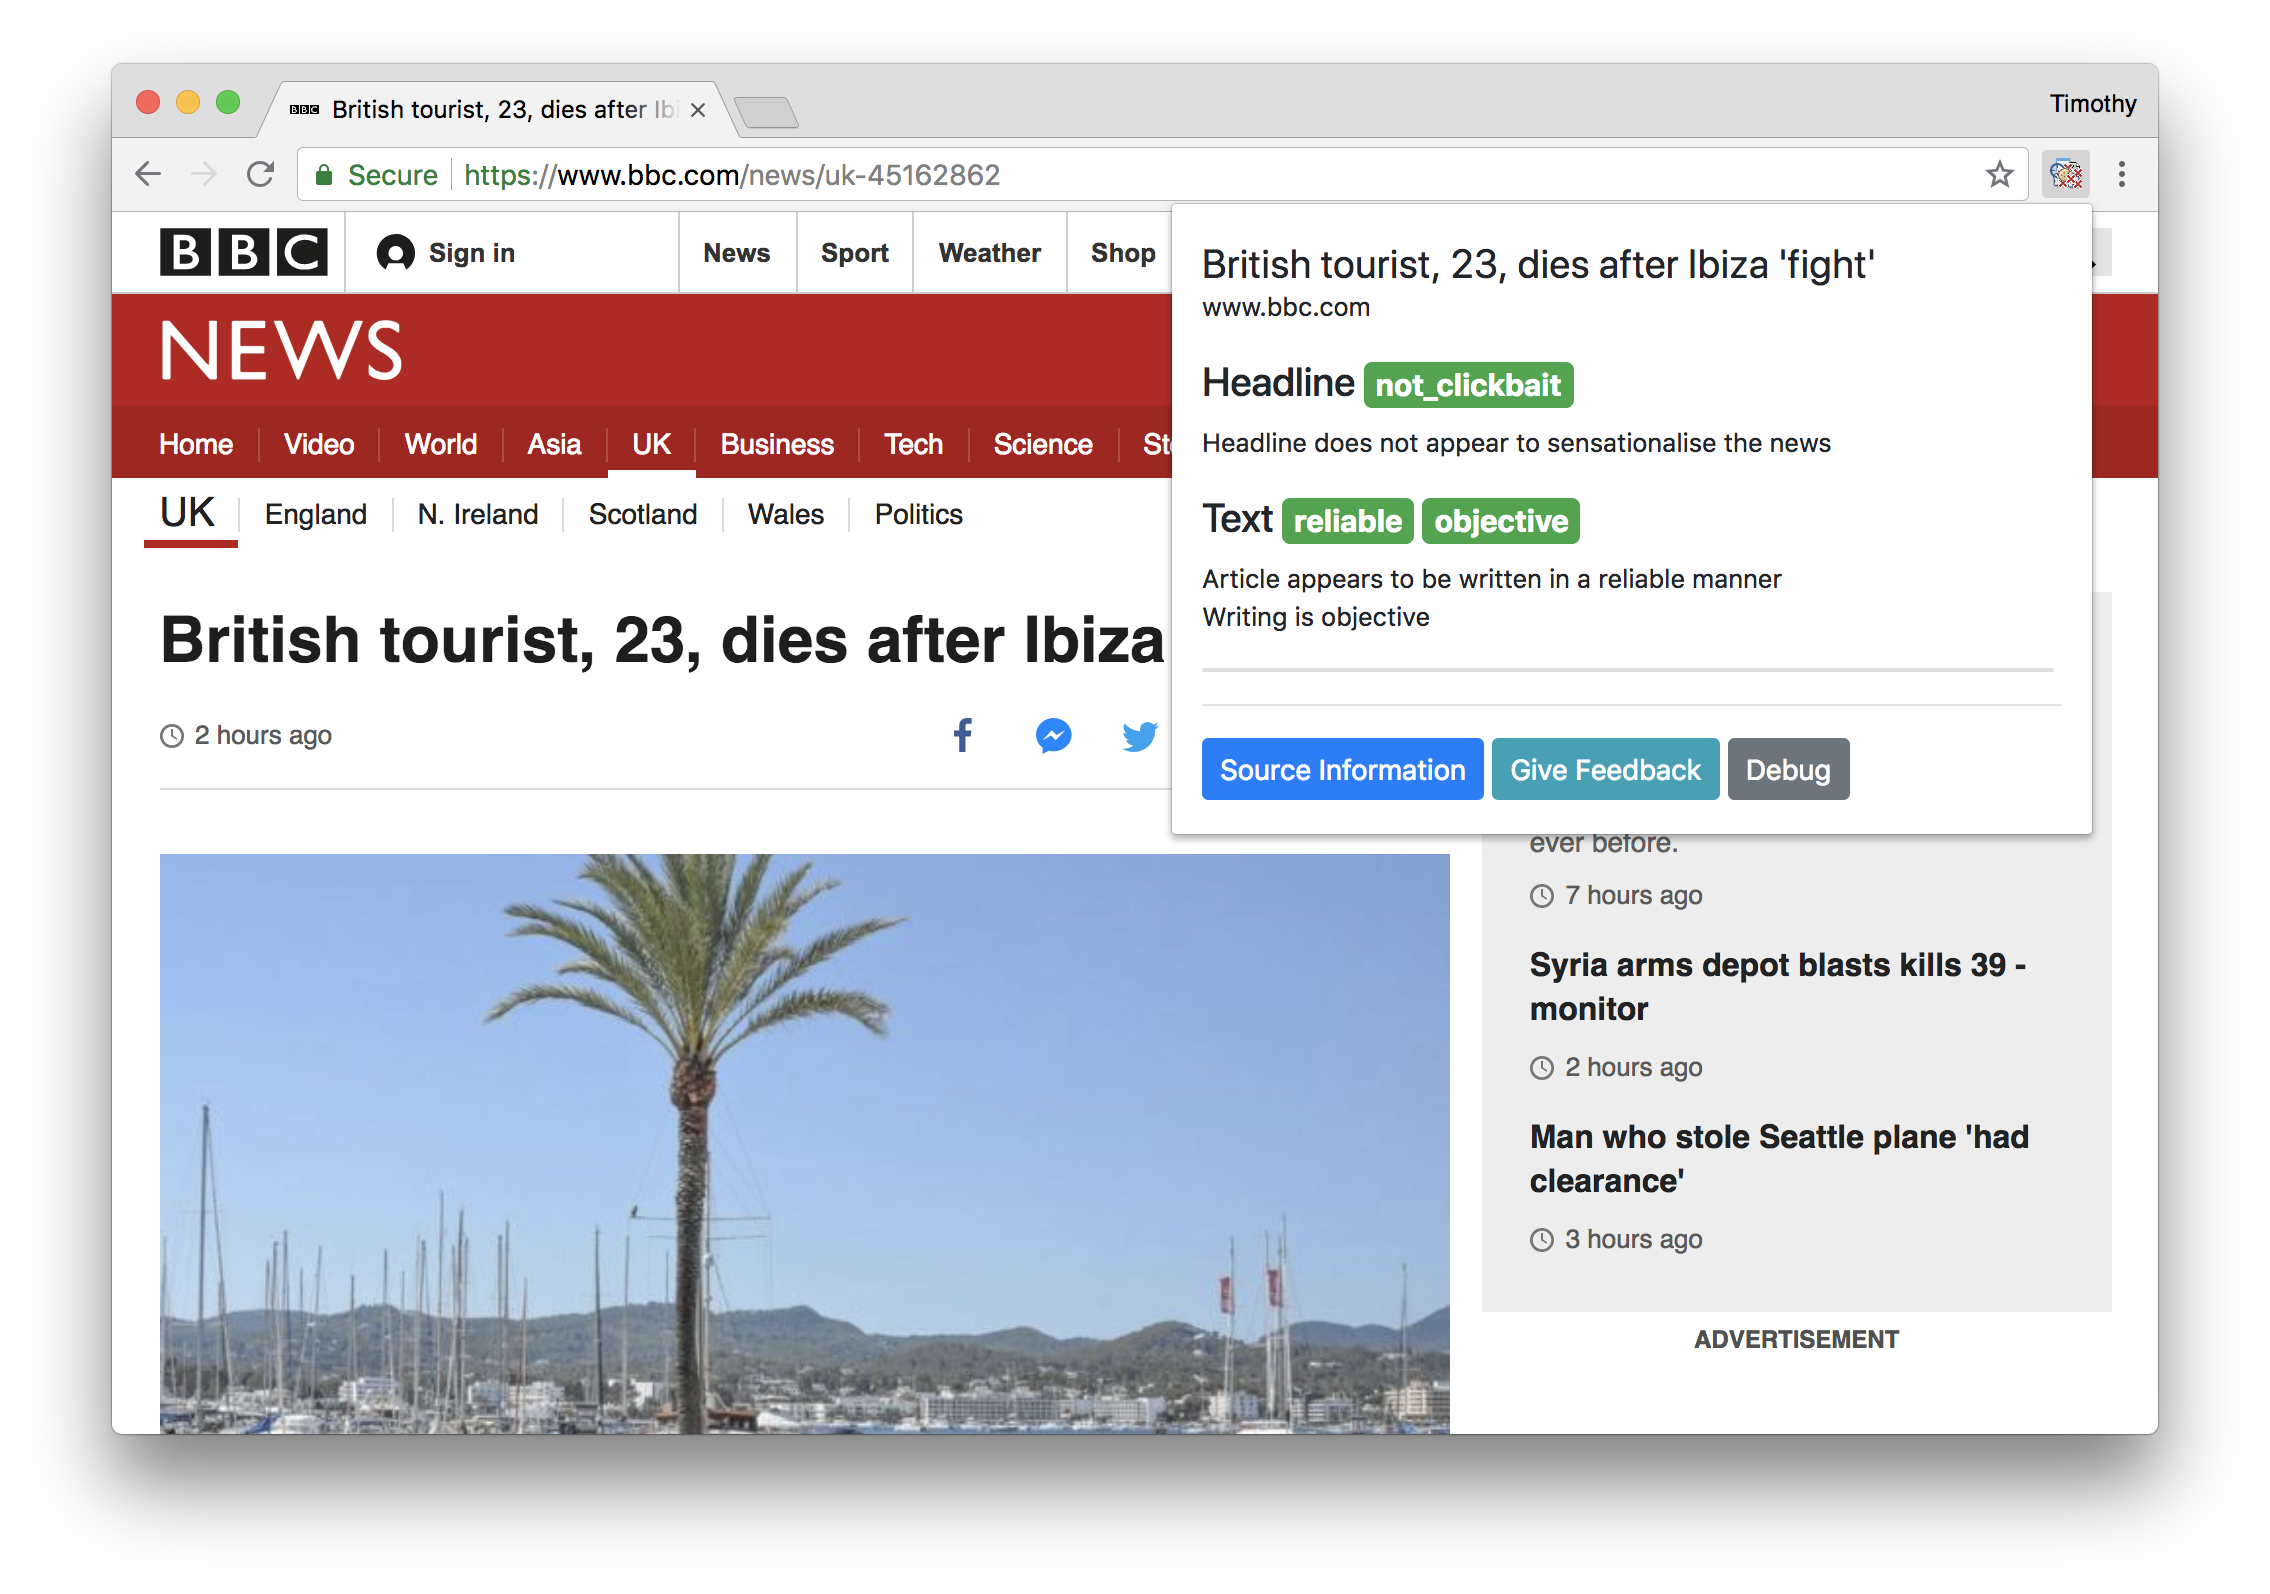 BBC British tourist, 23, dies after Ibi
Timothy
Secure https://www.bbc.com/news/uk-45162862
BBC Sign in News Sport Weather Shop
NEWS
Home Video World Asia UK Business Tech Science St
UK England N. Ireland Scotland Wales Politics
British tourist, 23, dies after Ibiza
2 hours ago
British tourist, 23, dies after Ibiza 'fight'
www.bbc.com
Headline not_clickbait
Headline does not appear to sensationalise the news
Text reliable objective
Article appears to be written in a reliable manner
Writing is objective
Source Information Give Feedback Debug
ever before.
7 hours ago
Syria arms depot blasts kills 39 -
monitor
2 hours ago
Man who stole Seattle plane 'had
clearance'
3 hours ago
ADVERTISEMENT